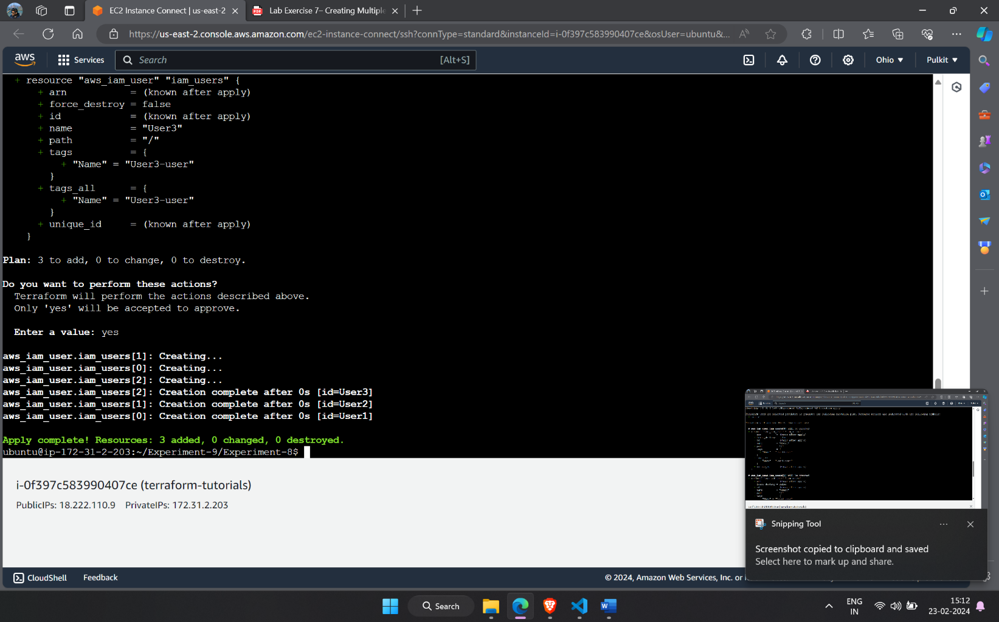 EC2 Instance Connect | us-east-2
Lab Exercise 7– Creating Multiple
https://us-east-2.console.aws.amazon.com/ec2-instance-connect/ssh?connType=standard&instanceId=i-0f397c583990407ce&osUser=ubuntu&...
aws
Services
Search
[Alt+S]
Ohio
Pulkit
+ resource "aws_iam_user" "iam_users" {
+ arn = (known after apply)
+ force_destroy = false
+ id = (known after apply)
+ name = "User3"
+ path = "/"
+ tags = {
+ "Name" = "User3-user"
}
+ tags_all = {
+ "Name" = "User3-user"
}
+ unique_id = (known after apply)
}
Plan: 3 to add, 0 to change, 0 to destroy.
Do you want to perform these actions?
Terraform will perform the actions described above.
Only 'yes' will be accepted to approve.
Enter a value: yes
aws_iam_user.iam_users[1]: Creating...
aws_iam_user.iam_users[0]: Creating...
aws_iam_user.iam_users[2]: Creating...
aws_iam_user.iam_users[2]: Creation complete after 0s [id=User3]
aws_iam_user.iam_users[1]: Creation complete after 0s [id=User2]
aws_iam_user.iam_users[0]: Creation complete after 0s [id=User1]
Apply complete! Resources: 3 added, 0 changed, 0 destroyed.
ubuntu@ip-172-31-2-203:~/Experiment-9/Experiment-8$
i-0f397c583990407ce (terraform-tutorials)
PublicIPs: 18.222.110.9 PrivateIPs: 172.31.2.203
Snipping Tool
Screenshot copied to clipboard and saved
Select here to mark up and share.
CloudShell
Feedback
© 2024, Amazon Web Services, Inc. or
Search
ENG
IN
15:12
23-02-2024